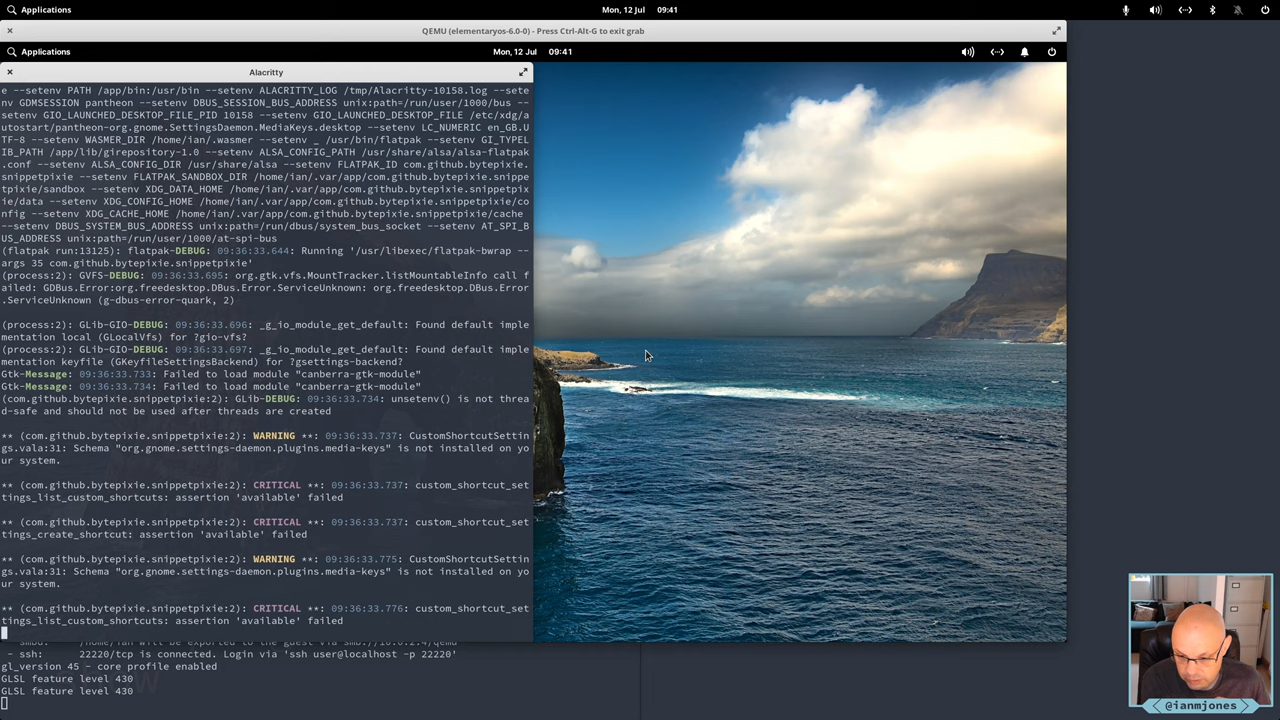 Applications
Mon, 12 Jul 09:41
QEMU (elementaryos-6.0-0) - Press Ctrl-Alt-G to exit grab
Applications
Mon, 12 Jul 09:41
Alacritty
e --setenv PATH /app/bin:/usr/bin --setenv ALACRITTY_LOG /tmp/Alacritty-10158.log --sete
nv GDMSESSION pantheon --setenv DBUS_SESSION_BUS_ADDRESS unix:path=/run/user/1000/bus --
setenv GIO_LAUNCHED_DESKTOP_FILE_PID 10158 --setenv GIO_LAUNCHED_DESKTOP_FILE /etc/xdg/a
utostart/pantheon-org.gnome.SettingsDaemon.MediaKeys.desktop --setenv LC_NUMERIC en_GB.U
TF-8 --setenv WASMER_DIR /home/ian/.wasmer --setenv _ /usr/bin/flatpak --setenv GI_TYPEL
IB_PATH /app/lib/girepository-1.0 --setenv ALSA_CONFIG_PATH /usr/share/alsa/alsa-flatpak
.conf --setenv ALSA_CONFIG_DIR /usr/share/alsa --setenv FLATPAK_ID com.github.bytepixie.
snippetpixie --setenv FLATPAK_SANDBOX_DIR /home/ian/.var/app/com.github.bytepixie.snippe
tpixie/sandbox --setenv XDG_DATA_HOME /home/ian/.var/app/com.github.bytepixie.snippetpix
ie/data --setenv XDG_CONFIG_HOME /home/ian/.var/app/com.github.bytepixie.snippetpixie/co
nfig --setenv XDG_CACHE_HOME /home/ian/.var/app/com.github.bytepixie.snippetpixie/cache
--setenv DBUS_SYSTEM_BUS_ADDRESS unix:path=/run/dbus/system_bus_socket --setenv AT_SPI_B
US_ADDRESS unix:path=/run/user/1000/at-spi-bus
(flatpak run:13125): flatpak-DEBUG: 09:36:33.644: Running '/usr/libexec/flatpak-bwrap --
args 35 com.github.bytepixie.snippetpixie'
(process:2): GVFS-DEBUG: 09:36:33.695: org.gtk.vfs.MountTracker.listMountableInfo call f
ailed: GDBus.Error:org.freedesktop.DBus.Error.ServiceUnknown: org.freedesktop.DBus.Error
.ServiceUnknown (g-dbus-error-quark, 2)
(process:2): GLib-GIO-DEBUG: 09:36:33.696: _g_io_module_get_default: Found default imple
mentation local (GLocalVfs) for ?gio-vfs?
(process:2): GLib-GIO-DEBUG: 09:36:33.697: _g_io_module_get_default: Found default imple
mentation keyfile (GKeyfileSettingsBackend) for ?gsettings-backend?
Gtk-Message: 09:36:33.733: Failed to load module "canberra-gtk-module"
Gtk-Message: 09:36:33.734: Failed to load module "canberra-gtk-module"
(com.github.bytepixie.snippetpixie:2): GLib-DEBUG: 09:36:33.734: unsetenv() is not threa
d-safe and should not be used after threads are created
** (com.github.bytepixie.snippetpixie:2): WARNING **: 09:36:33.737: CustomShortcutSettin
gs.vala:31: Schema "org.gnome.settings-daemon.plugins.media-keys" is not installed on yo
ur system.
** (com.github.bytepixie.snippetpixie:2): CRITICAL **: 09:36:33.737: custom_shortcut_set
tings_list_custom_shortcuts: assertion 'available' failed
** (com.github.bytepixie.snippetpixie:2): CRITICAL **: 09:36:33.737: custom_shortcut_set
tings_create_shortcut: assertion 'available' failed
** (com.github.bytepixie.snippetpixie:2): WARNING **: 09:36:33.775: CustomShortcutSettin
gs.vala:31: Schema "org.gnome.settings-daemon.plugins.media-keys" is not installed on yo
ur system.
** (com.github.bytepixie.snippetpixie:2): CRITICAL **: 09:36:33.776: custom_shortcut_set
tings_list_custom_shortcuts: assertion 'available' failed
- smbd: /home/ian will be exported to the guest via smb://10.0.2.4/qemu
- ssh: 22220/tcp is connected. Login via 'ssh user@localhost -p 22220'
gl_version 45 - core profile enabled
GLSL feature level 430
GLSL feature level 430
@ianmjones